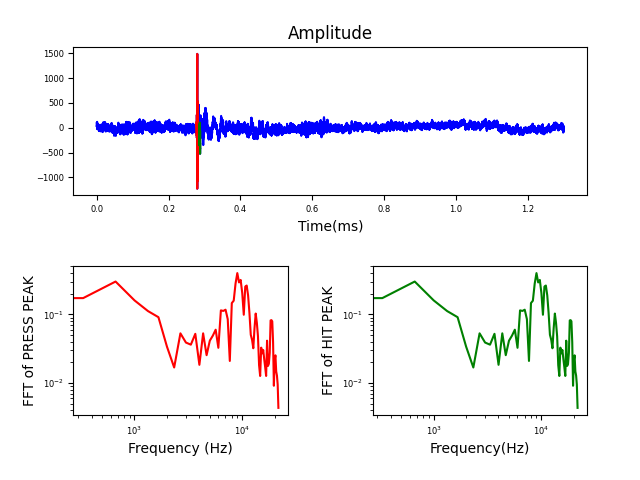 Amplitude
1500
1000
500
0
−500
−1000
0.0 0.2 0.4 0.6 0.8 1.0 1.2
Time(ms)
FFT of PRESS PEAK
10⁻¹
10⁻²
10³ 10⁴
Frequency (Hz)
FFT of HIT PEAK
10⁻¹
10⁻²
10³ 10⁴
Frequency(Hz)